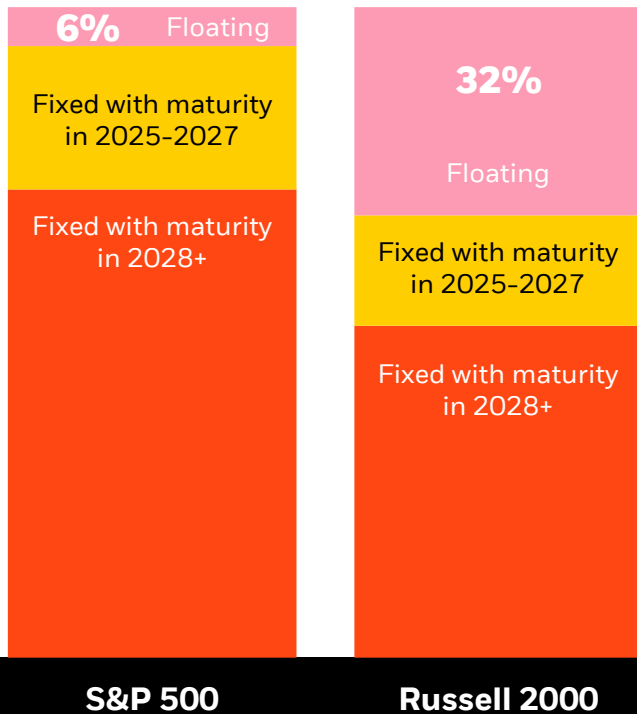 6% Floating
Fixed with maturity
in 2025-2027
Fixed with maturity
in 2028+
S&P 500
32%
Floating
Fixed with maturity
in 2025-2027
Fixed with maturity
in 2028+
Russell 2000